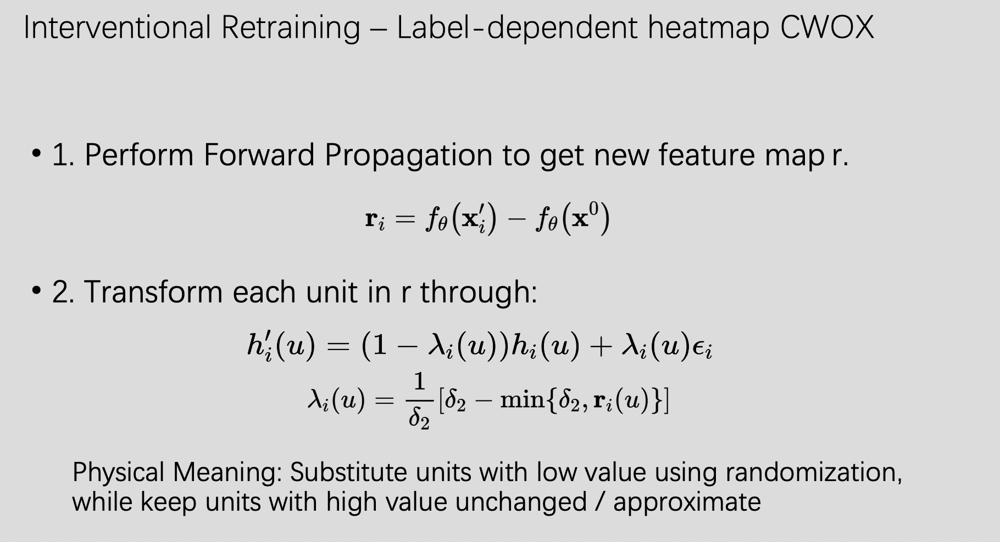 Interventional Retraining – Label-dependent heatmap CWOX
• 1. Perform Forward Propagation to get new feature map r.
$\mathbf{r}_i = f_\theta(\mathbf{x}_i') - f_\theta(\mathbf{x}^0)$
• 2. Transform each unit in r through:
$h_i'(u) = (1 - \lambda_i(u))h_i(u) + \lambda_i(u)\epsilon_i$
$\lambda_i(u) = \frac{1}{\delta_2}[\delta_2 - \min\{\delta_2, \mathbf{r}_i(u)\}]$
Physical Meaning: Substitute units with low value using randomization,
while keep units with high value unchanged / approximate